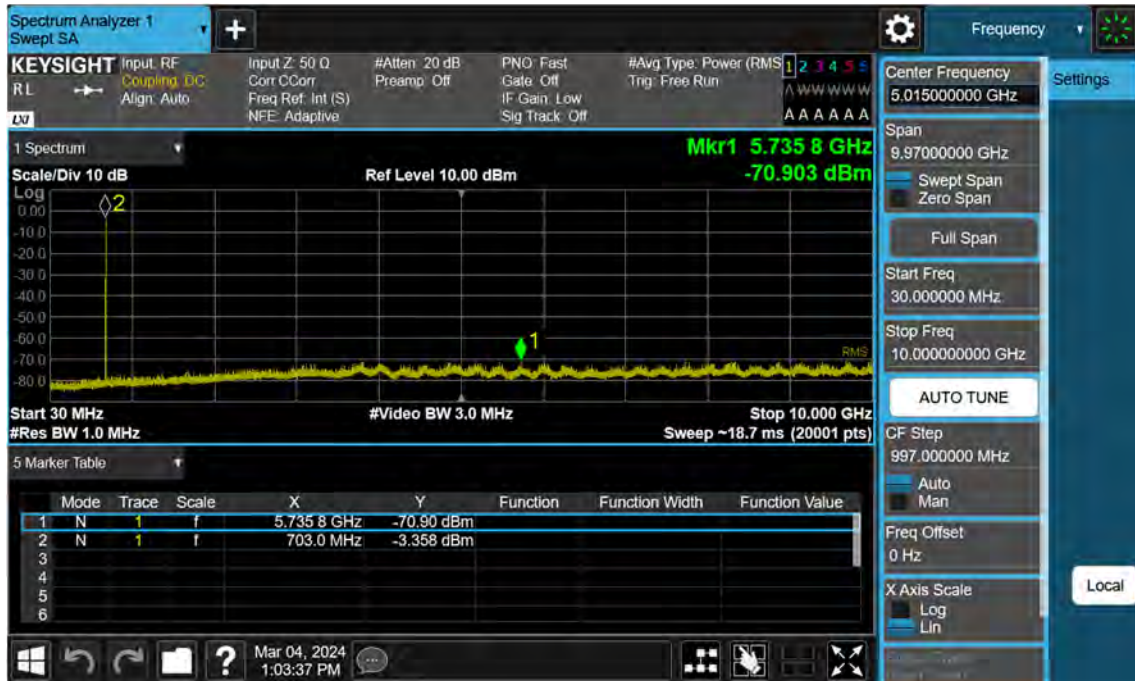 Spectrum Analyzer 1
Swept SA
Frequency
KEYSIGHT
RL
LXI
Input: RF
Coupling: DC
Align: Auto
Input Z: 50 Ω
Corr CCorr
Freq Ref: Int (S)
NFE: Adaptive
#Atten: 20 dB
Preamp: Off
PNO: Fast
Gate: Off
IF Gain: Low
Sig Track: Off
#Avg Type: Power (RMS
Trig: Free Run
1 2 3 4 5 6
A W W W W W
A A A A A A
1 Spectrum
Mkr1 5.735 8 GHz
-70.903 dBm
Scale/Div 10 dB
Ref Level 10.00 dBm
Log
0.00
-10.0
-20.0
-30.0
-40.0
-50.0
-60.0
-70.0
-80.0
2
1
RMS
Start 30 MHz
#Video BW 3.0 MHz
Stop 10.000 GHz
#Res BW 1.0 MHz
Sweep ~18.7 ms (20001 pts)
5 Marker Table
Mode Trace Scale X Y Function Function Width Function Value
1 N 1 f 5.735 8 GHz -70.90 dBm
2 N 1 f 703.0 MHz -3.358 dBm
3
4
5
6
Center Frequency
5.015000000 GHz
Settings
Span
9.97000000 GHz
Swept Span
Zero Span
Full Span
Start Freq
30.000000 MHz
Stop Freq
10.000000000 GHz
AUTO TUNE
CF Step
997.000000 MHz
Auto
Man
Freq Offset
0 Hz
X Axis Scale
Log
Lin
Local
?
Mar 04, 2024
1:03:37 PM